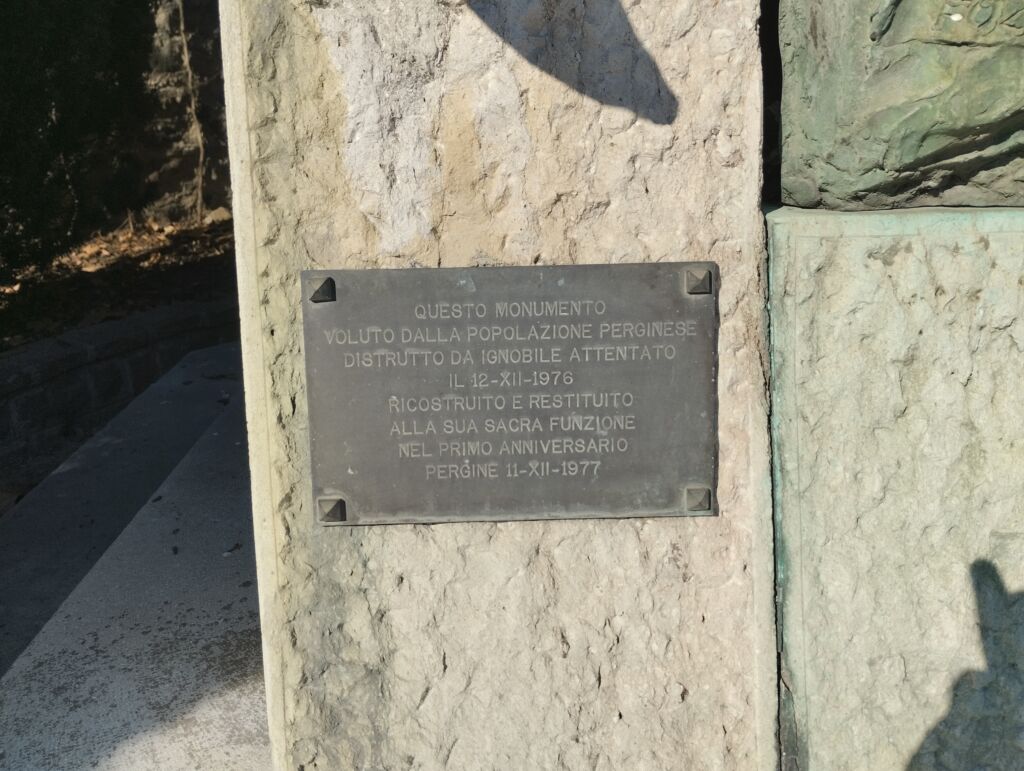 QUESTO MONUMENTO
VOLUTO DALLA POPOLAZIONE PERGINESE
DISTRUTTO DA IGNOBILE ATTENTATO
IL 12-XII-1976
RICOSTRUITO E RESTITUITO
ALLA SUA SACRA FUNZIONE
NEL PRIMO ANNIVERSARIO
PERGINE 11-XII-1977